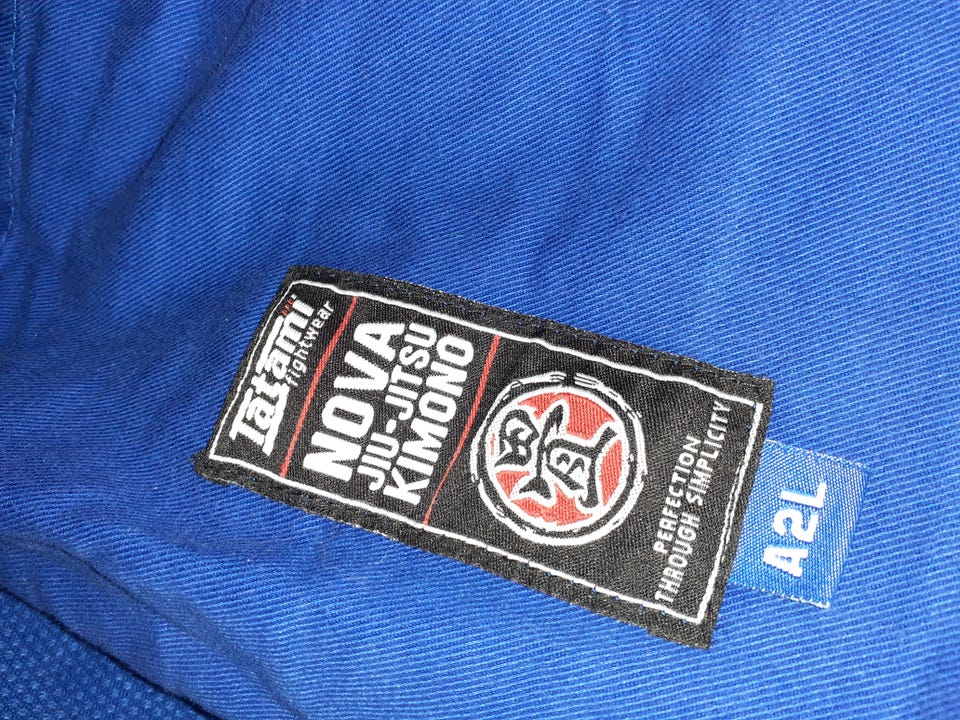 Tatami
fightwear
NOVA
JIU-JITSU
KIMONO
PERFECTION
THROUGH SIMPLICITY
A2L